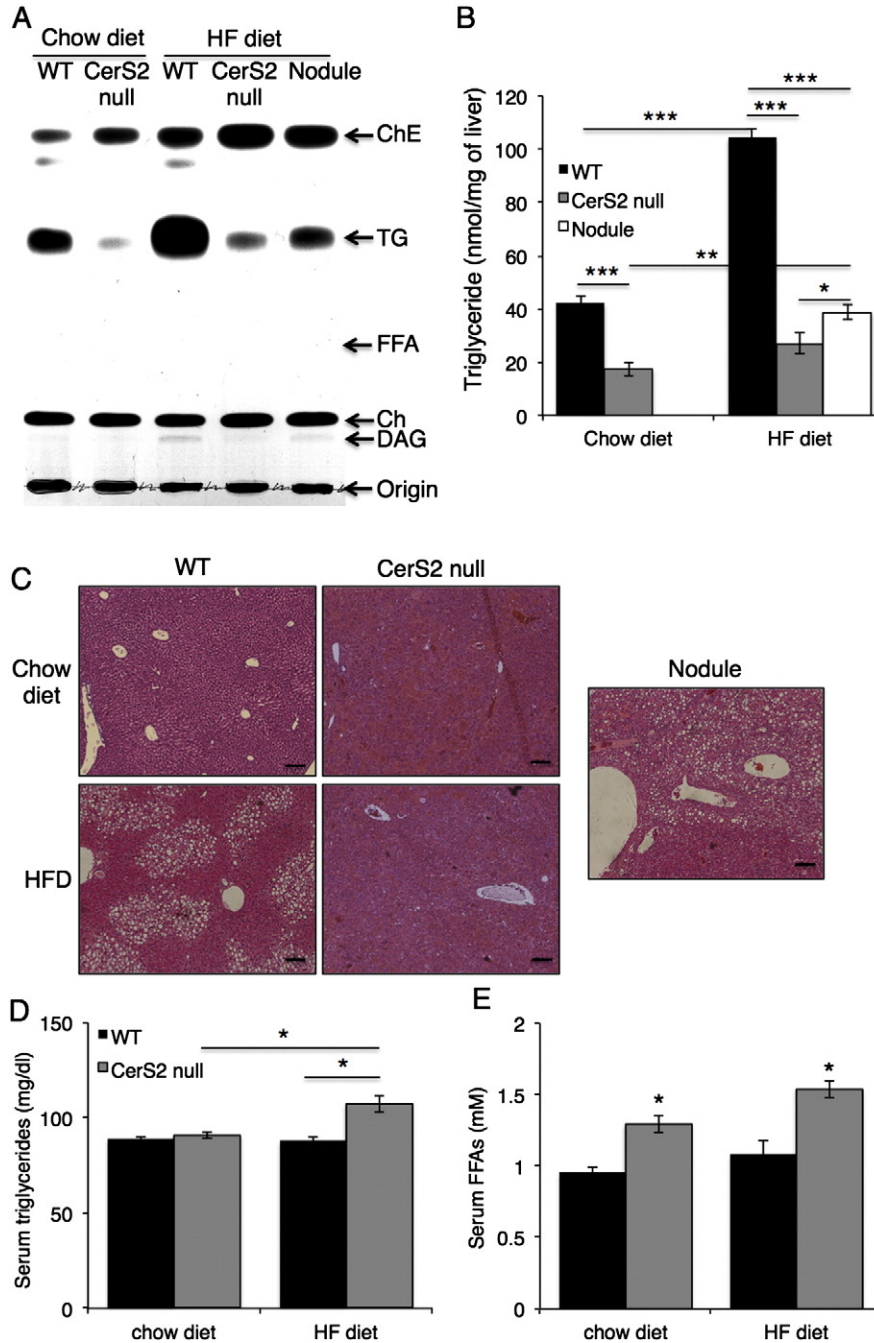 A
Chow diet HF diet
WT CerS2 null WT CerS2 null Nodule
ChE
TG
FFA
Ch
DAG
Origin
B
Triglyceride (nmol/mg of liver)
120
100
80
60
40
20
0
WT
CerS2 null
Nodule
***
***
***
***
**
*
Chow diet HF diet
C
WT CerS2 null
Chow diet
HFD
Nodule
D
Serum triglycerides (mg/dl)
150
100
50
0
WT
CerS2 null
*
*
chow diet HF diet
E
Serum FFAs (mM)
2
1.5
1
0.5
0
*
*
chow diet HF diet